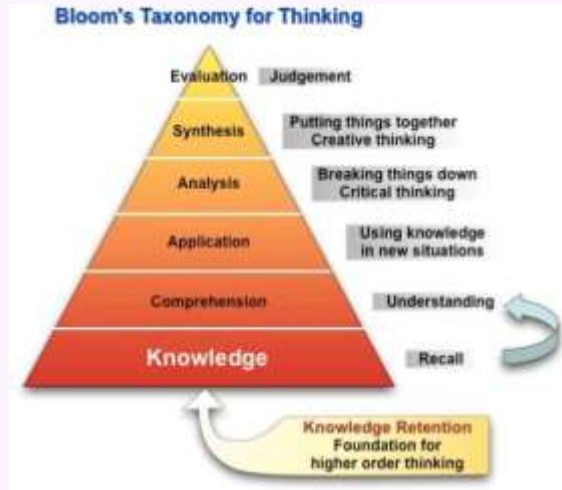 Bloom's Taxonomy for Thinking
Evaluation Judgement
Synthesis Putting things together
Creative thinking
Analysis Breaking things down
Critical thinking
Application Using knowledge
in new situations
Comprehension Understanding
Knowledge Recall
Knowledge Retention
Foundation for
higher order thinking